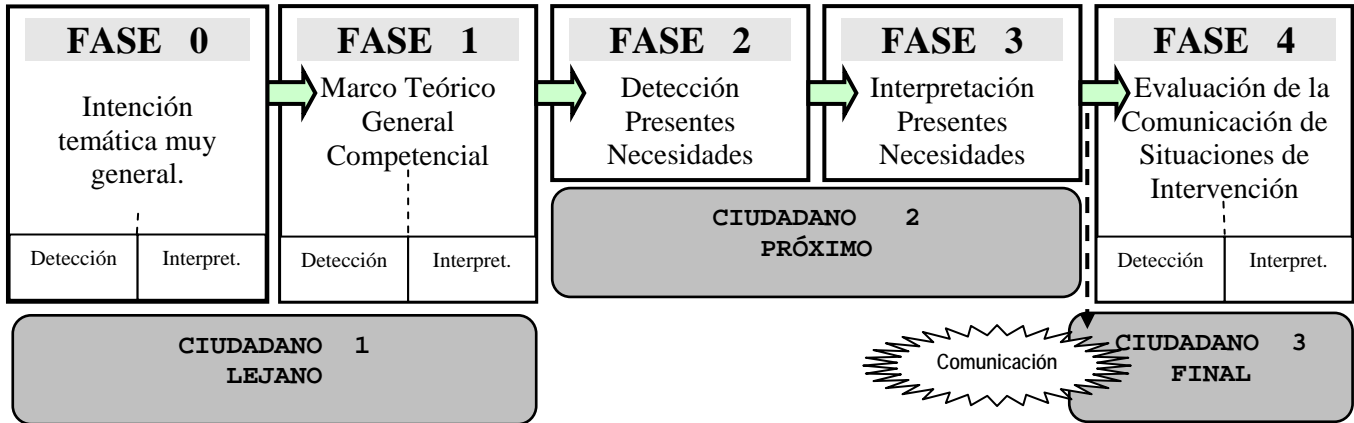 FASE 0
Intención
temática muy
general.
Detección
Interpret.
FASE 1
Marco Teórico
General
Competencial
Detección
Interpret.
FASE 2
Detección
Presentes
Necesidades
FASE 3
Interpretación
Presentes
Necesidades
FASE 4
Evaluación de la
Comunicación de
Situaciones de
Intervención
Detección
Interpret.
CIUDADANO 1
LEJANO
CIUDADANO 2
PRÓXIMO
Comunicación
CIUDADANO 3
FINAL